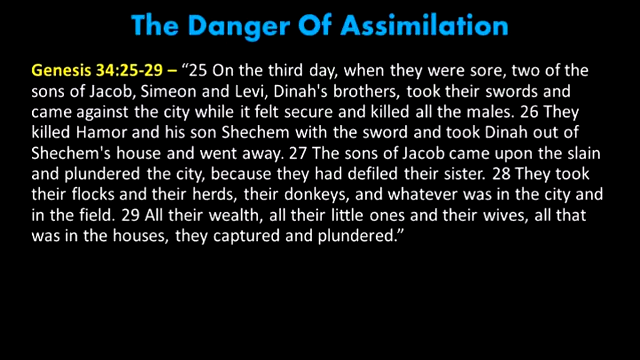 The Danger Of Assimilation
Genesis 34:25-29 – “25 On the third day, when they were sore, two of the
sons of Jacob, Simeon and Levi, Dinah's brothers, took their swords and
came against the city while it felt secure and killed all the males. 26 They
killed Hamor and his son Shechem with the sword and took Dinah out of
Shechem's house and went away. 27 The sons of Jacob came upon the slain
and plundered the city, because they had defiled their sister. 28 They took
their flocks and their herds, their donkeys, and whatever was in the city and
in the field. 29 All their wealth, all their little ones and their wives, all that
was in the houses, they captured and plundered.”